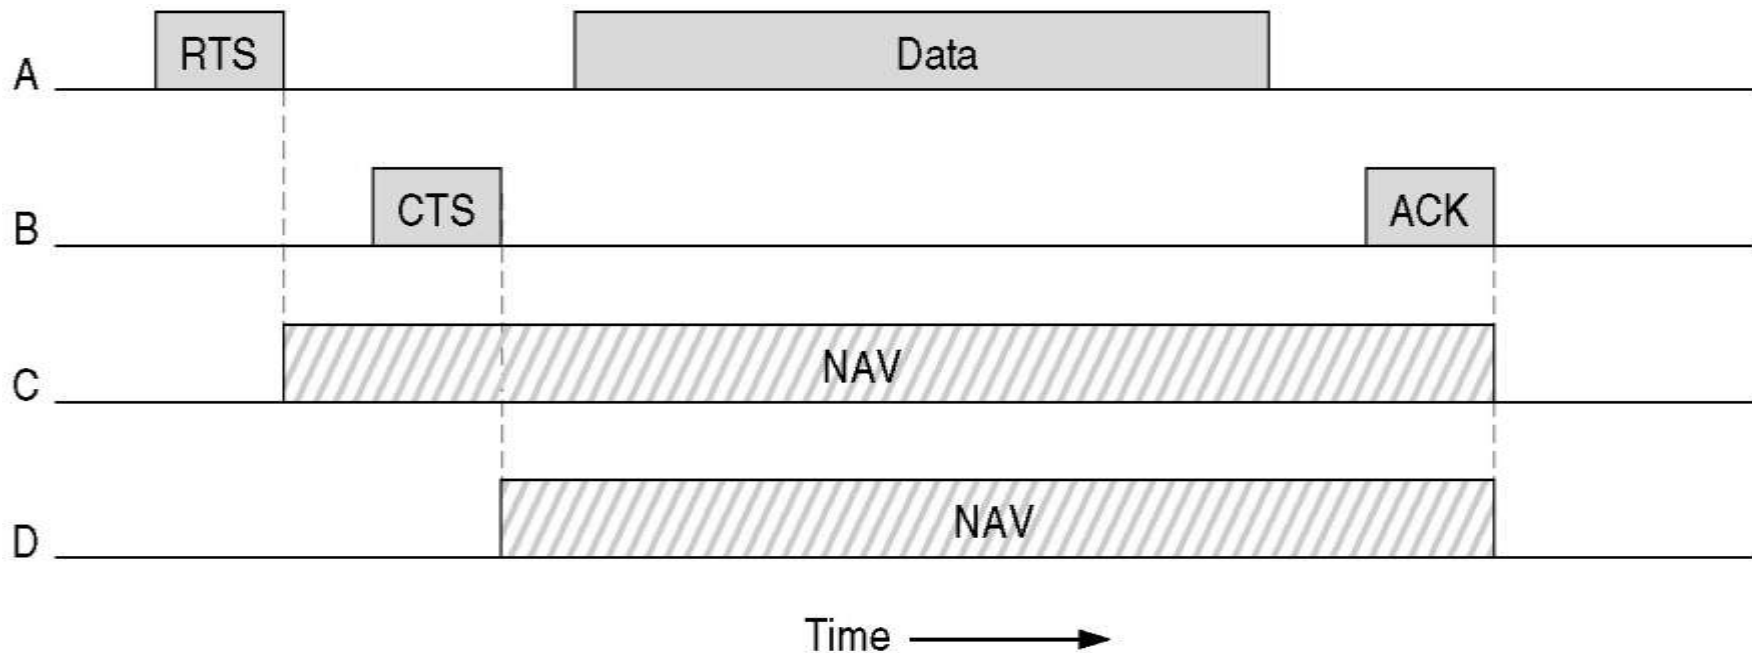 A RTS Data
B CTS ACK
C NAV
D NAV
Time